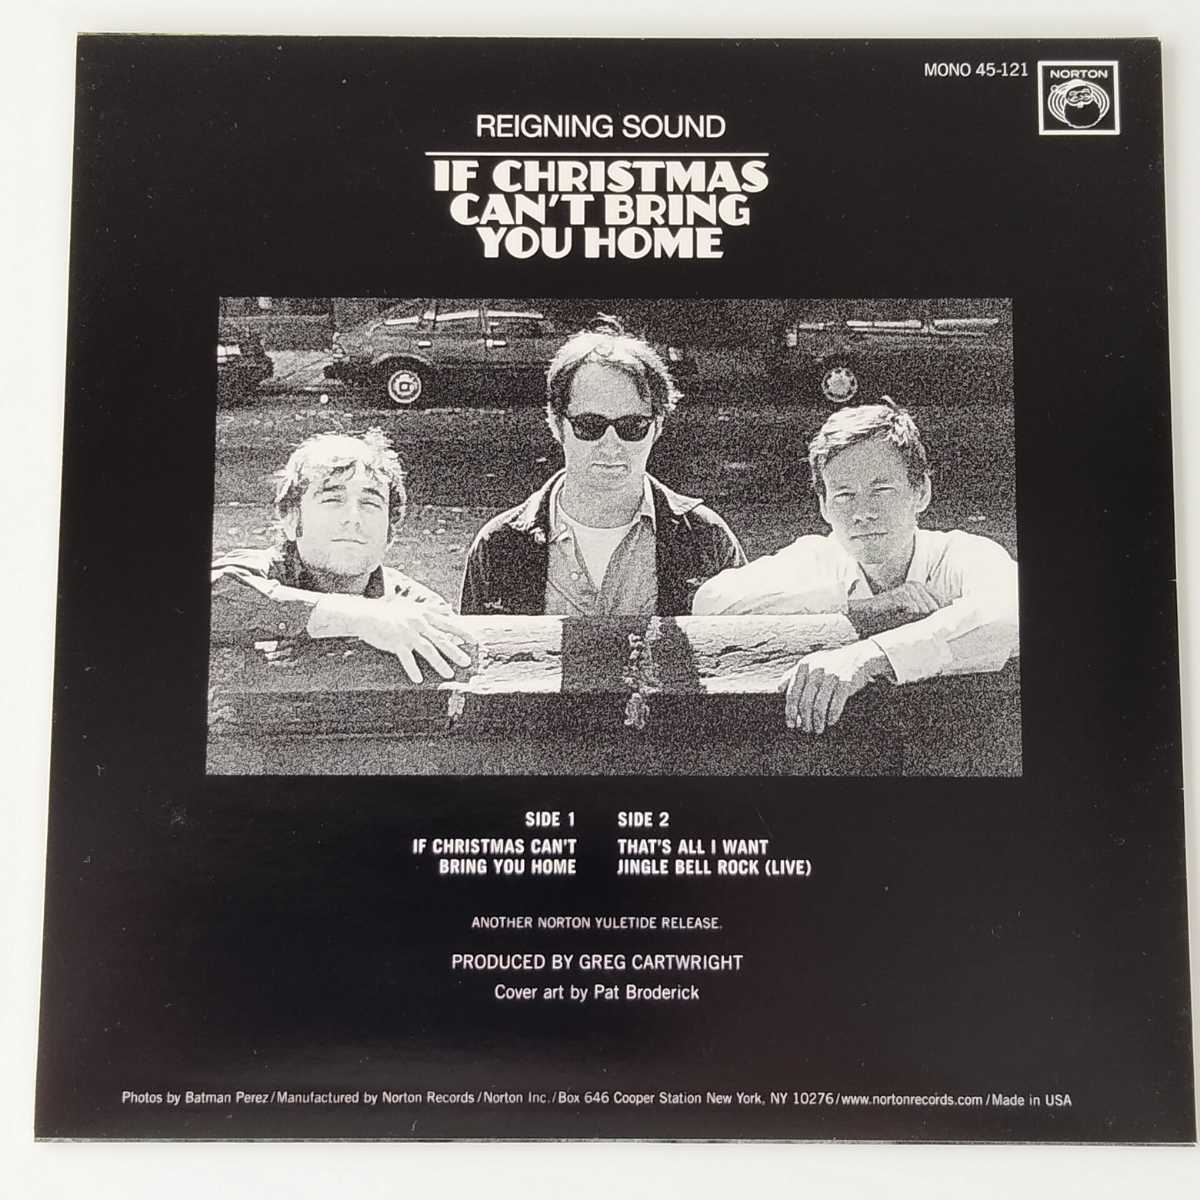 MONO 45-121
NORTON
REIGNING SOUND
IF CHRISTMAS
CAN'T BRING
YOU HOME
SIDE 1
IF CHRISTMAS CAN'T
BRING YOU HOME
SIDE 2
THAT'S ALL I WANT
JINGLE BELL ROCK (LIVE)
ANOTHER NORTON YULETIDE RELEASE.
PRODUCED BY GREG CARTWRIGHT
Cover art by Pat Broderick
Photos by Batman Perez/Manufactured by Norton Records/Norton Inc./Box 646 Cooper Station New York, NY 10276/www.nortonrecords.com/Made in USA